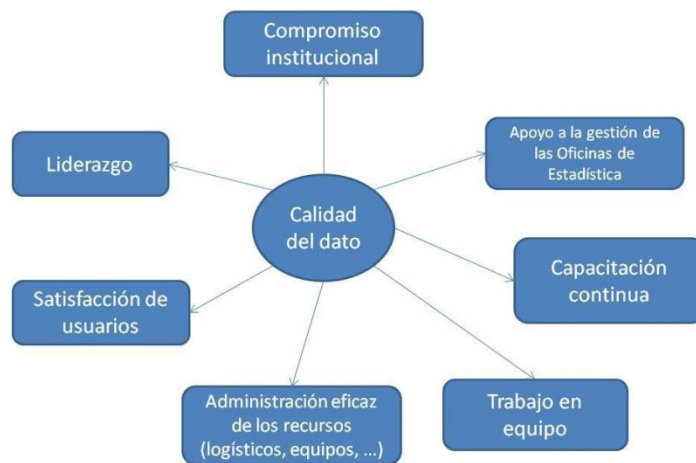 Compromiso
institucional
Apoyo a la gestión de
las Oficinas de
Estadística
Liderazgo
Calidad
del dato
Capacitación
continua
Satisfacción de
usuarios
Administración eficaz
de los recursos
(logísticos, equipos, ...)
Trabajo en
equipo